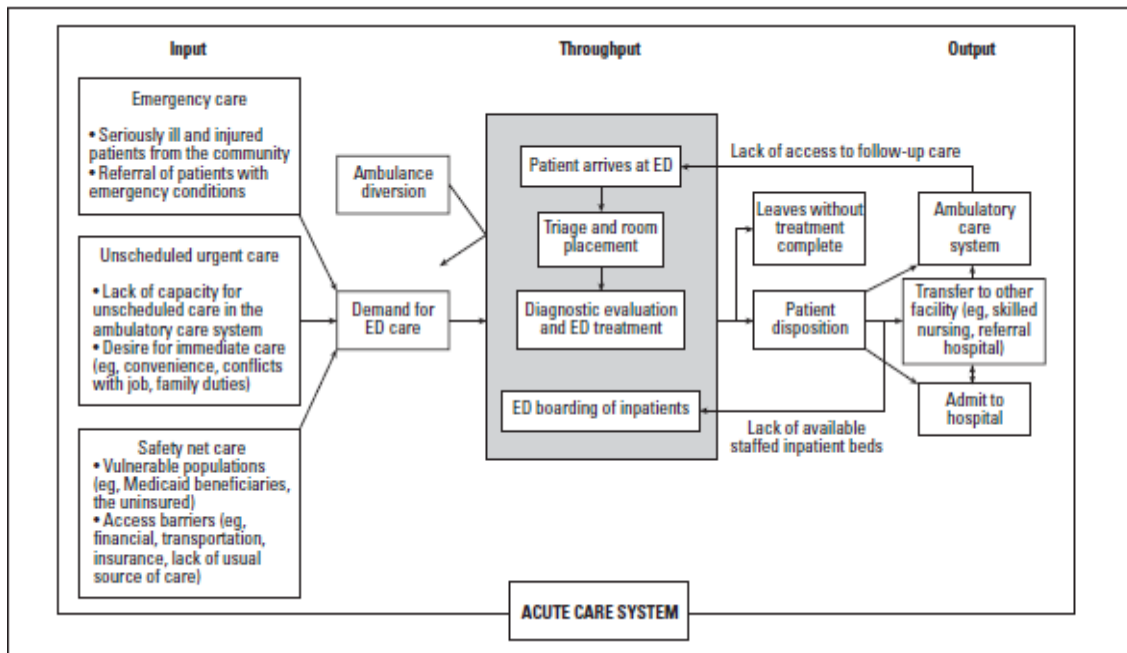 Input
Throughput
Output
Emergency care
• Seriously ill and injured
patients from the community
• Referral of patients with
emergency conditions
Unscheduled urgent care
• Lack of capacity for
unscheduled care in the
ambulatory care system
• Desire for immediate care
(eg, convenience, conflicts
with job, family duties)
Safety net care
• Vulnerable populations
(eg, Medicaid beneficiaries,
the uninsured)
• Access barriers (eg,
financial, transportation,
insurance, lack of usual
source of care)
Ambulance
diversion
Demand for
ED care
Patient arrives at ED
Triage and room
placement
Diagnostic evaluation
and ED treatment
ED boarding of inpatients
Lack of access to follow-up care
Leaves without
treatment
complete
Patient
disposition
Lack of available
staffed inpatient beds
Ambulatory
care
system
Transfer to other
facility (eg, skilled
nursing, referral
hospital)
Admit to
hospital
ACUTE CARE SYSTEM